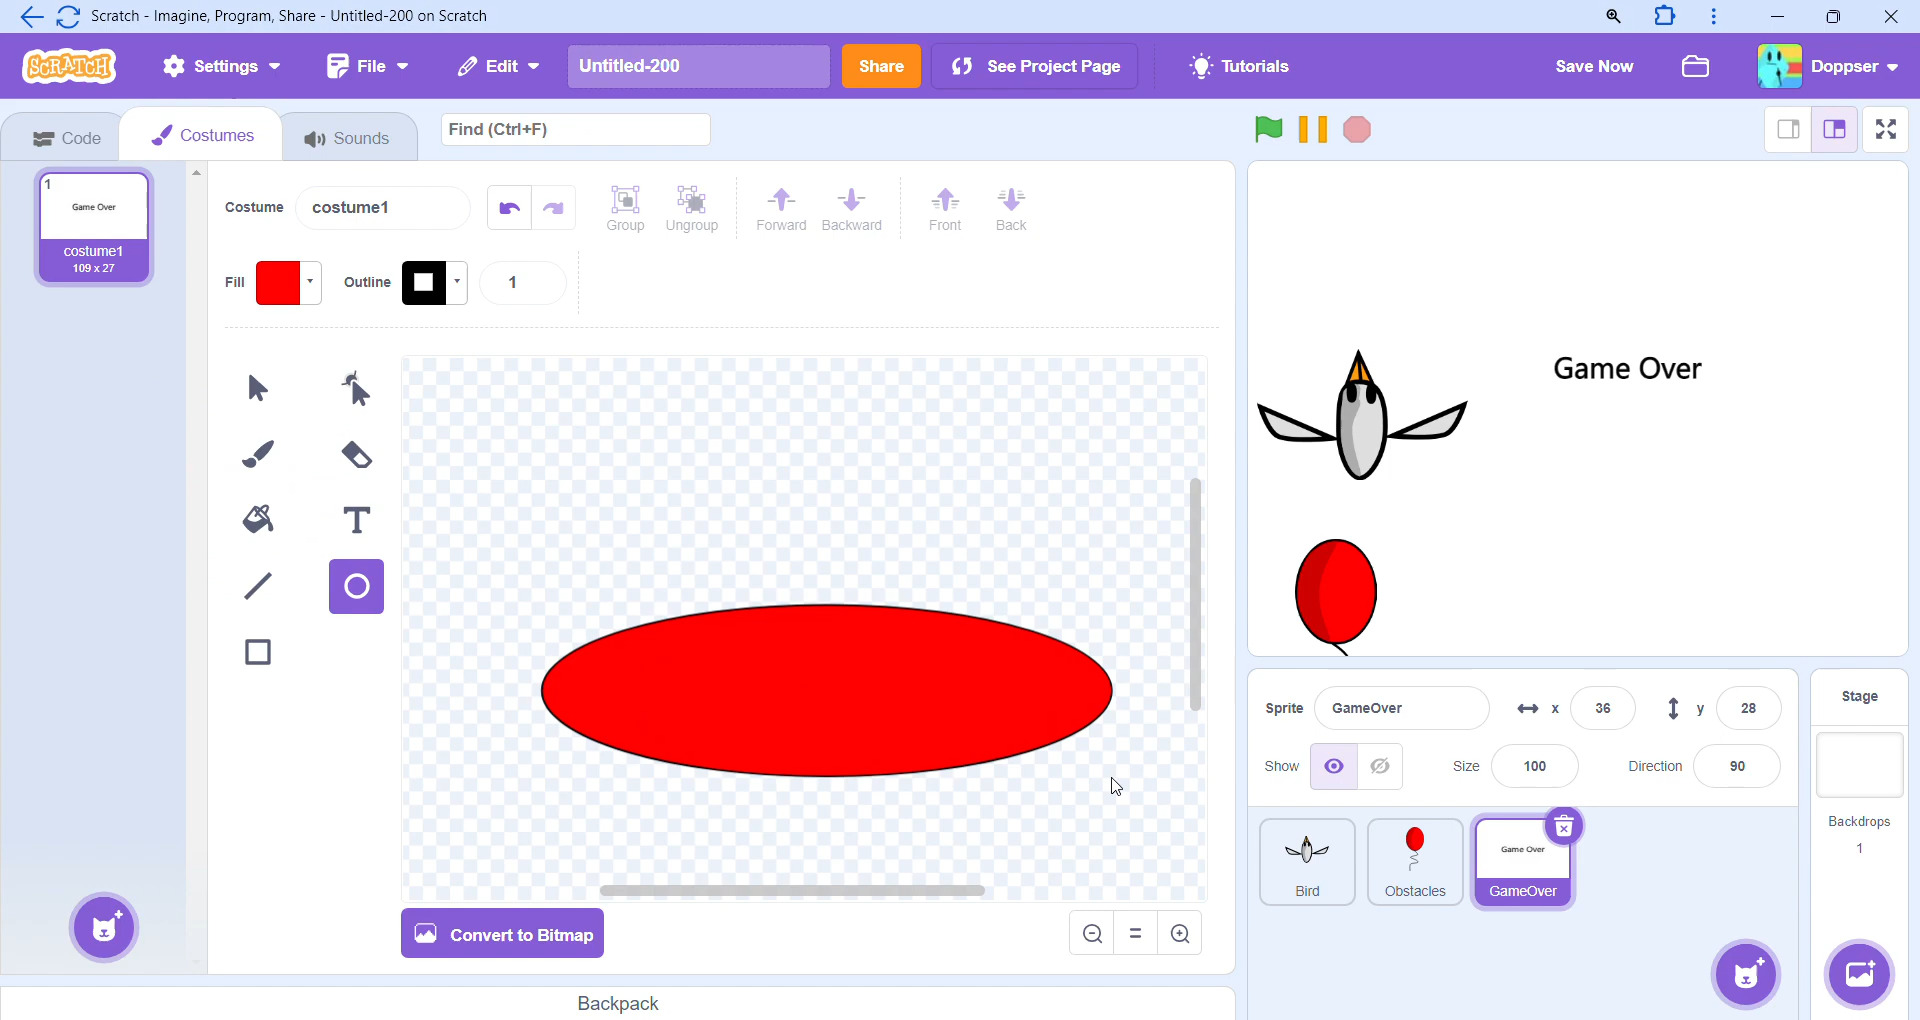 Scratch - Imagine, Program, Share - Untitled-200 on Scratch
SCRATCH Settings File Edit Untitled-200 Share See Project Page Tutorials Save Now Doppser
Code Costumes Sounds Find (Ctrl+F)
1
Game Over
costume1
109 x 27
Costume costume1 Group Ungroup Forward Backward Front Back
Fill Outline 1
T
Convert to Bitmap
Backpack
Game Over
Sprite GameOver x 36 y 28
Show Size 100 Direction 90
Bird
Obstacles
Game Over
GameOver
Stage
Backdrops
1